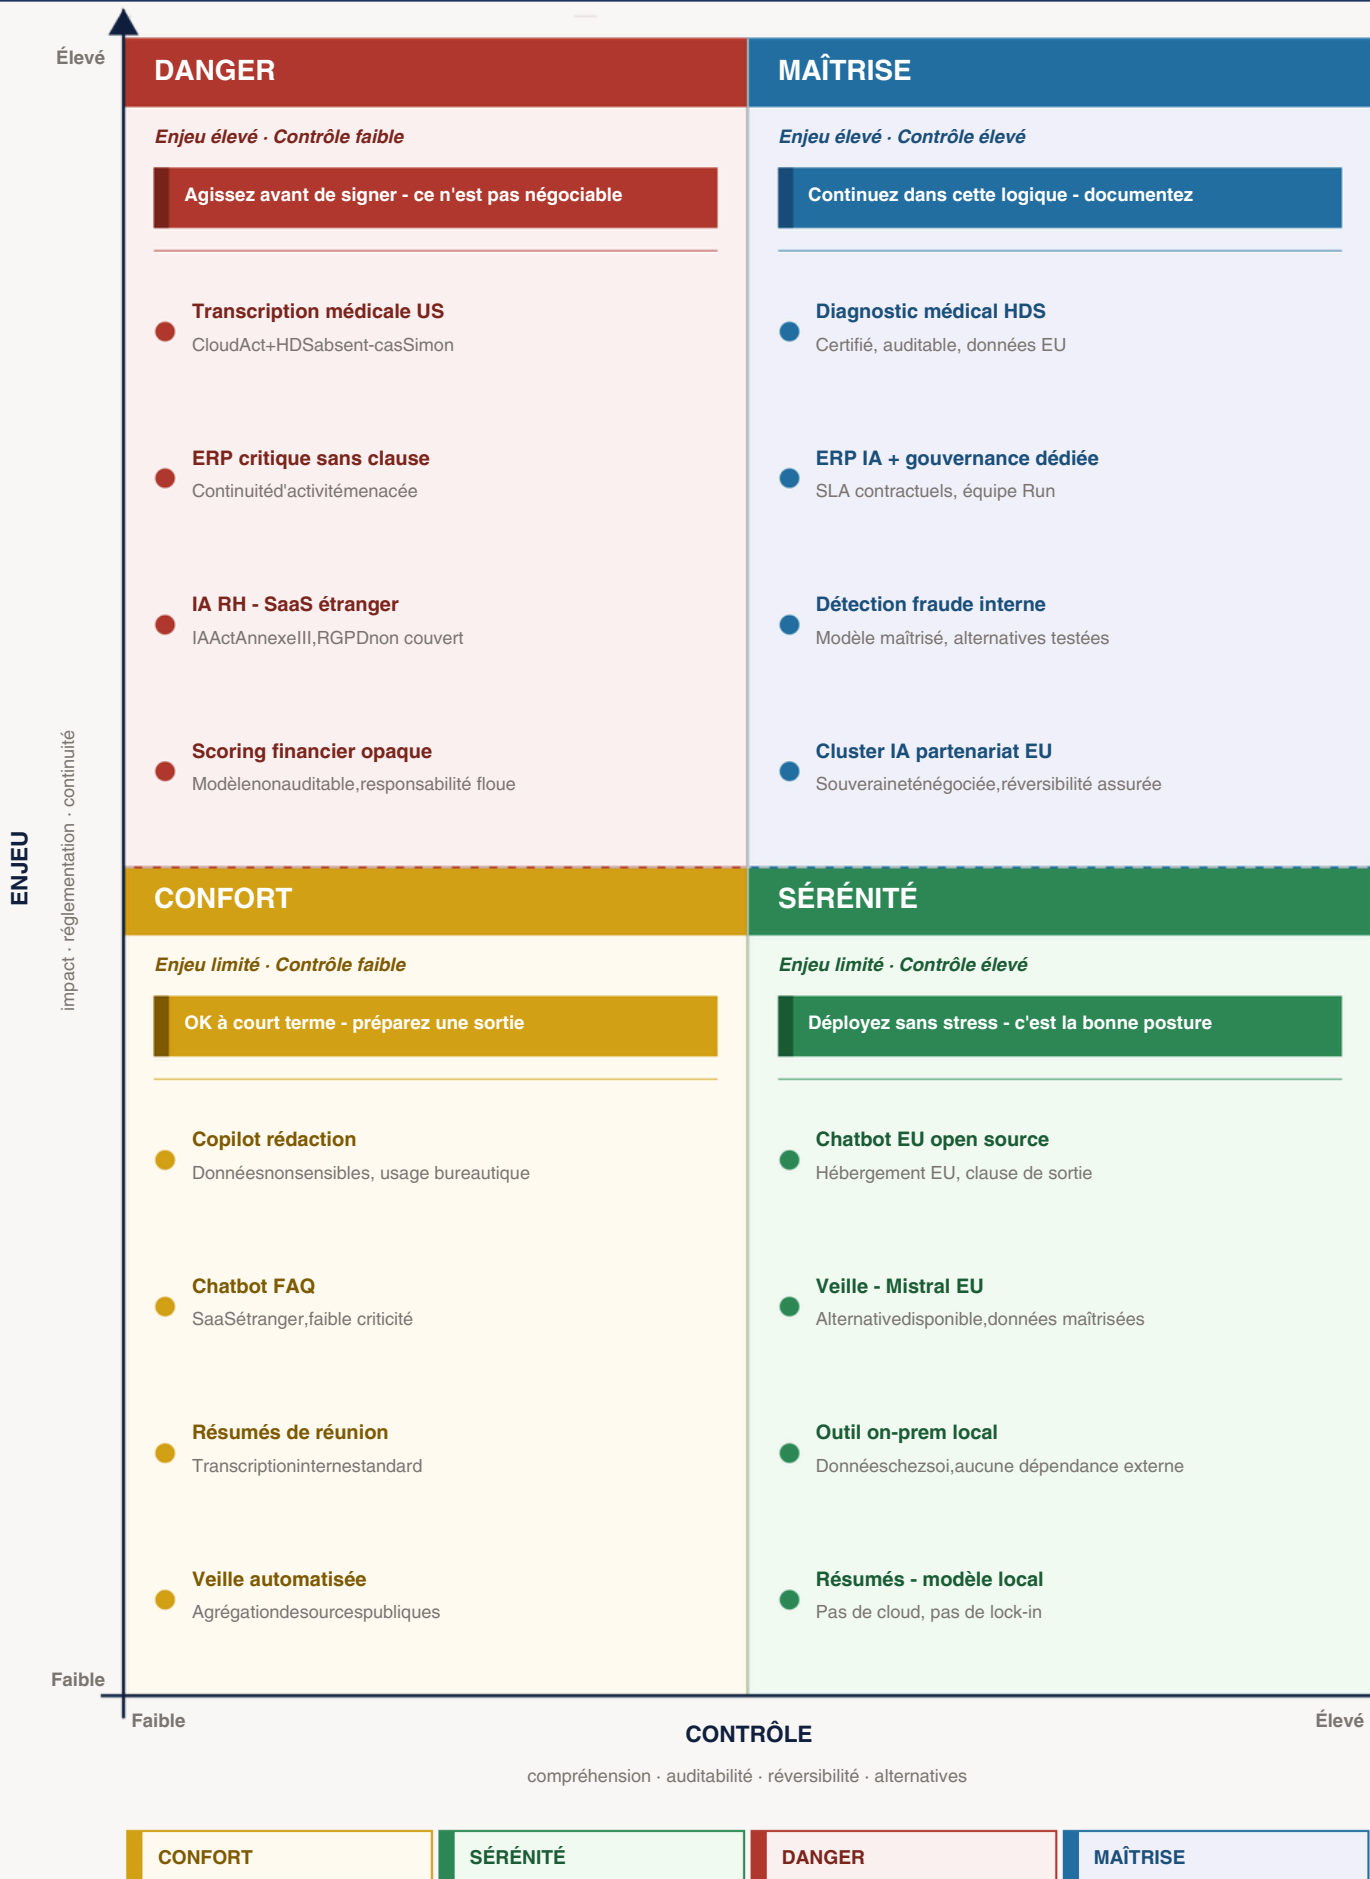 Élevé
DANGER
Enjeu élevé · Contrôle faible
Agissez avant de signer - ce n'est pas négociable
Transcription médicale US
CloudAct+HDSabsent-casSimon
ERP critique sans clause
Continuitéd'activitémenacée
IA RH - SaaS étranger
IAActAnnexeIII,RGPDnon couvert
Scoring financier opaque
Modèlenonauditable,responsabilité floue
MAÎTRISE
Enjeu élevé · Contrôle élevé
Continuez dans cette logique - documentez
Diagnostic médical HDS
Certifié, auditable, données EU
ERP IA + gouvernance dédiée
SLA contractuels, équipe Run
Détection fraude interne
Modèle maîtrisé, alternatives testées
Cluster IA partenariat EU
Souveraineténégociée,réversibilité assurée
ENJEU
impact · réglementation · continuité
CONFORT
Enjeu limité · Contrôle faible
OK à court terme - préparez une sortie
Copilot rédaction
Donnéesnonsensibles, usage bureautique
Chatbot FAQ
SaaSétranger,faible criticité
Résumés de réunion
Transcriptioninternestandard
Veille automatisée
Agrégationdesourcespubliques
SÉRÉNITÉ
Enjeu limité · Contrôle élevé
Déployez sans stress - c'est la bonne posture
Chatbot EU open source
Hébergement EU, clause de sortie
Veille - Mistral EU
Alternativedisponible,données maîtrisées
Outil on-prem local
Donnéeschezsoi,aucune dépendance externe
Résumés - modèle local
Pas de cloud, pas de lock-in
Faible
Faible
CONTRÔLE
Élevé
compréhension · auditabilité · réversibilité · alternatives
CONFORT
SÉRÉNITÉ
DANGER
MAÎTRISE